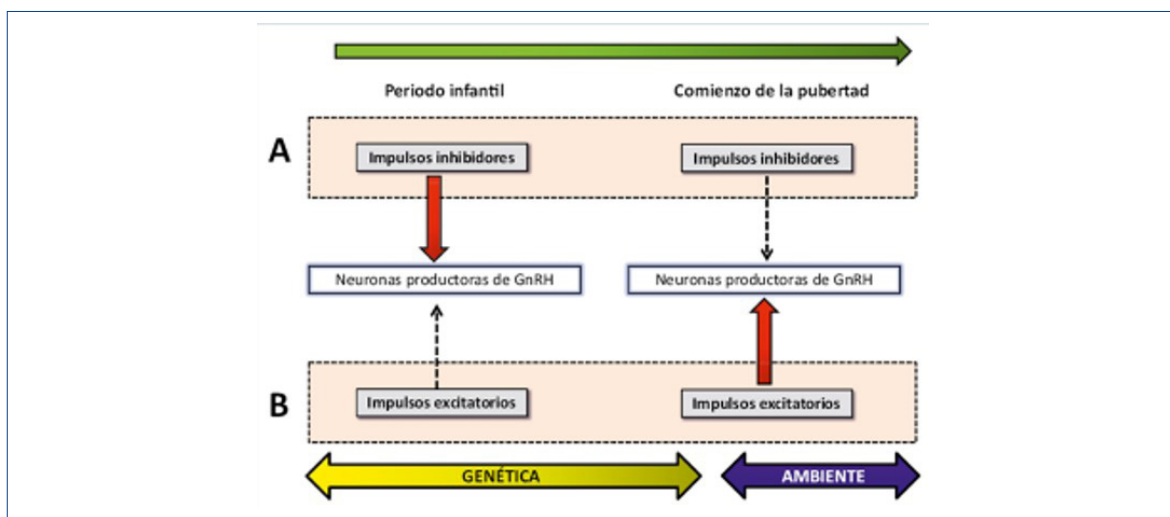 Periodo infantil
Comienzo de la pubertad
A
Impulsos inhibidores
Impulsos inhibidores
Neuronas productoras de GnRH
Neuronas productoras de GnRH
B
Impulsos excitatorios
Impulsos excitatorios
GENÉTICA
AMBIENTE